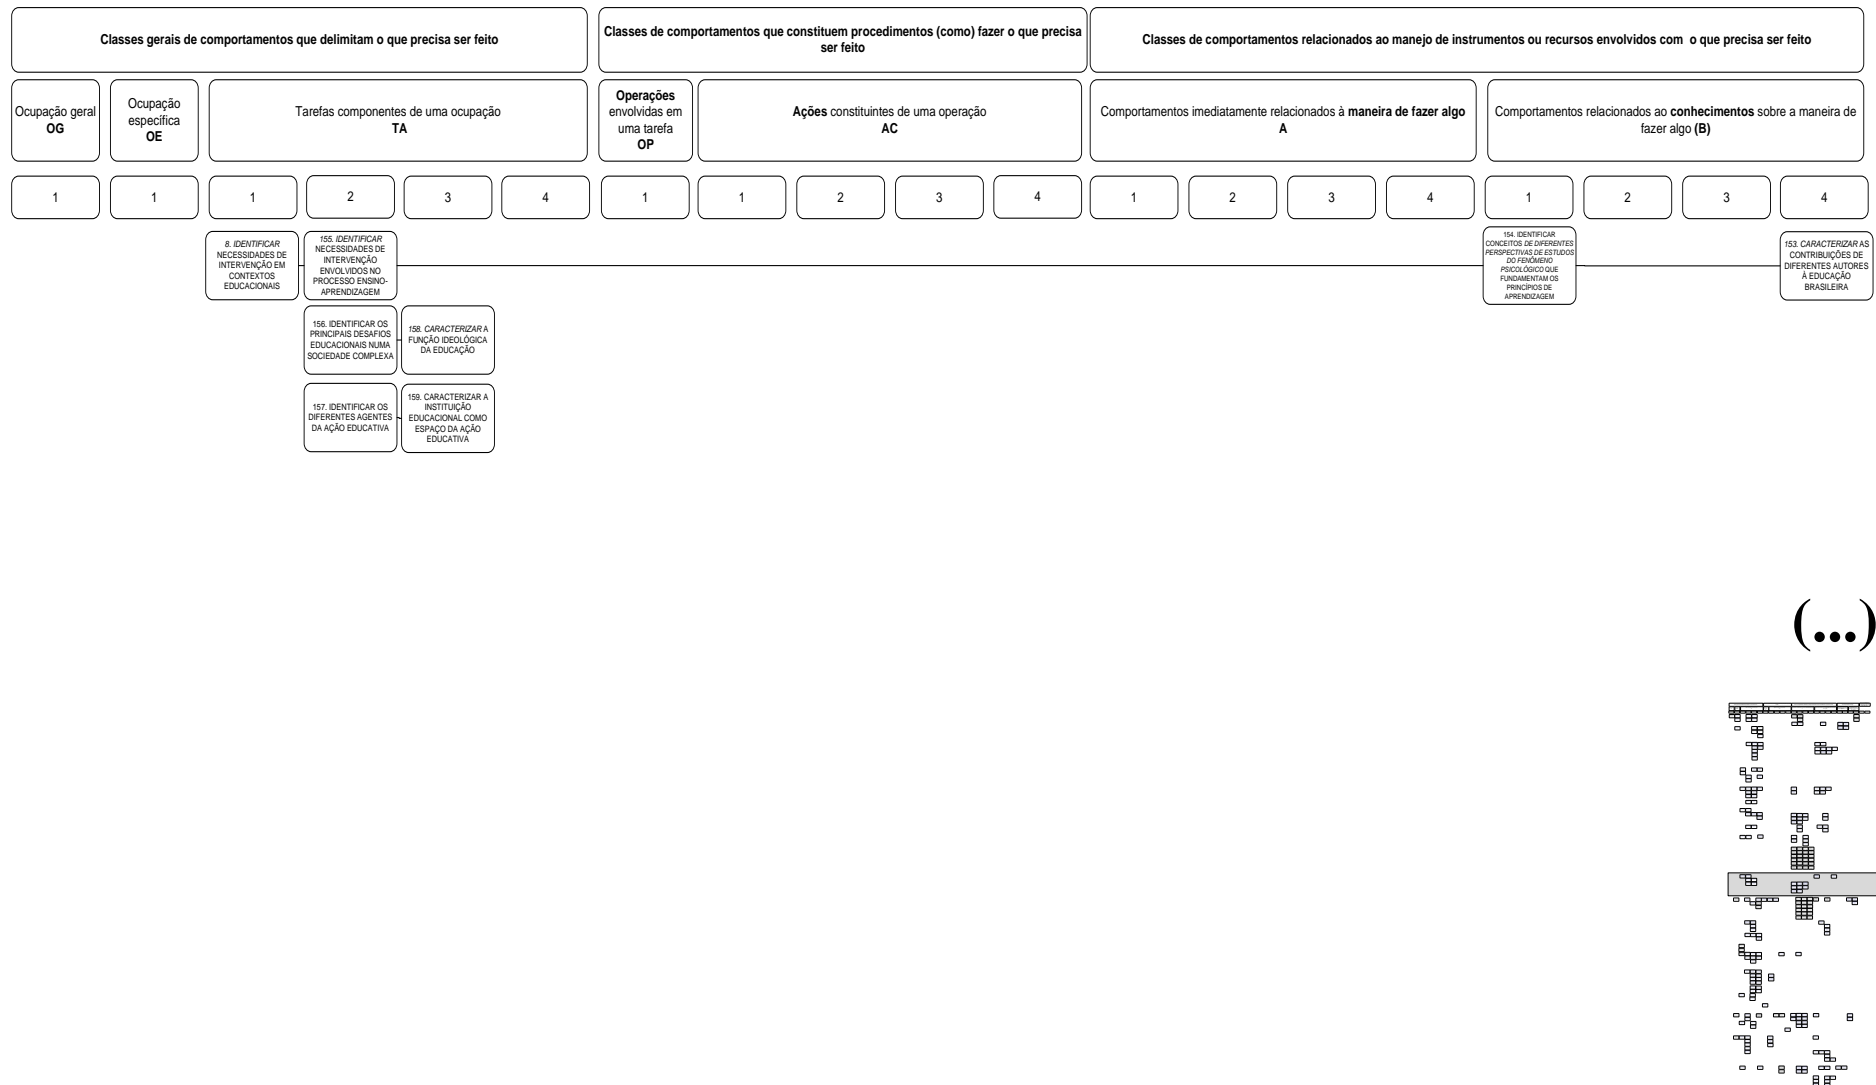 Classes gerais de comportamentos que delimitam o que precisa ser feito
Classes de comportamentos que constituem procedimentos (como) fazer o que precisa
ser feito
Classes de comportamentos relacionados ao manejo de instrumentos ou recursos envolvidos com o que precisa ser feito
Ocupação geral
OG
Ocupação
específica
OE
Tarefas componentes de uma ocupação
TA
Operações
envolvidas em
uma tarefa
OP
Ações constituintes de uma operação
AC
Comportamentos imediatamente relacionados à maneira de fazer algo
A
Comportamentos relacionados ao conhecimentos sobre a maneira de
fazer algo (B)
1
1
1
2
3
4
1
1
2
3
4
1
2
3
4
1
2
3
4
8. IDENTIFICAR
NECESSIDADES DE
INTERVENÇÃO EM
CONTEXTOS
EDUCACIONAIS
155. IDENTIFICAR
NECESSIDADES DE
INTERVENÇÃO
ENVOLVIDOS NO
PROCESSO ENSINO-
APRENDIZAGEM
154. IDENTIFICAR
CONCEITOS DE DIFERENTES
PERSPECTIVAS DE ESTUDOS
DO FENÔMENO
PSICOLÓGICO QUE
FUNDAMENTAM OS
PRINCÍPIOS DE
APRENDIZAGEM
153. CARACTERIZAR AS
CONTRIBUIÇÕES DE
DIFERENTES AUTORES
À EDUCAÇÃO
BRASILEIRA
156. IDENTIFICAR OS
PRINCIPAIS DESAFIOS
EDUCACIONAIS NUMA
SOCIEDADE COMPLEXA
158. CARACTERIZAR A
FUNÇÃO IDEOLÓGICA
DA EDUCAÇÃO
157. IDENTIFICAR OS
DIFERENTES AGENTES
DA AÇÃO EDUCATIVA
159. CARACTERIZAR A
INSTITUIÇÃO
EDUCACIONAL COMO
ESPAÇO DA AÇÃO
EDUCATIVA
(...)